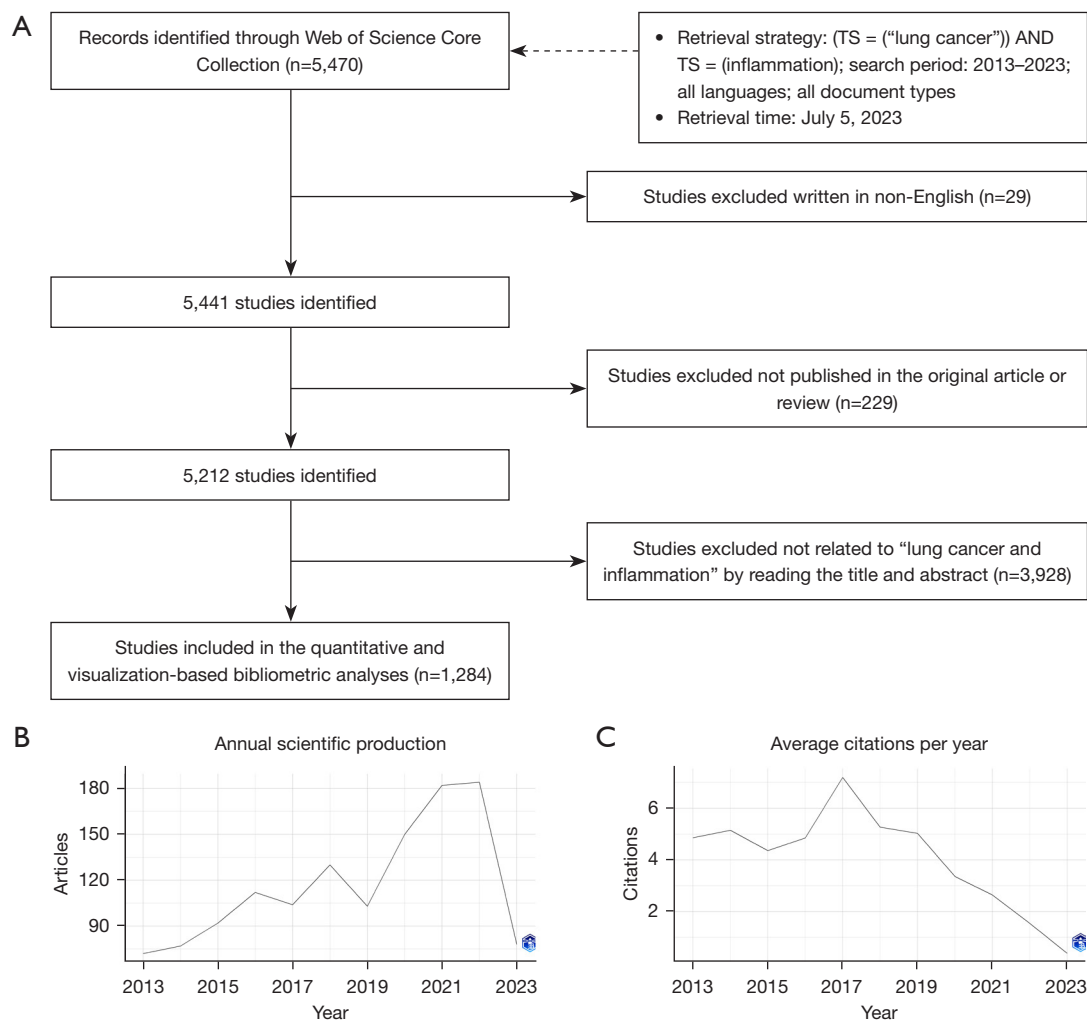 A
Records identified through Web of Science Core
Collection (n=5,470)
• Retrieval strategy: (TS = (“lung cancer”)) AND
TS = (inflammation); search period: 2013–2023;
all languages; all document types
• Retrieval time: July 5, 2023
Studies excluded written in non-English (n=29)
5,441 studies identified
Studies excluded not published in the original article or
review (n=229)
5,212 studies identified
Studies excluded not related to “lung cancer and
inflammation” by reading the title and abstract (n=3,928)
Studies included in the quantitative and
visualization-based bibliometric analyses (n=1,284)
B
Annual scientific production
Articles
180
150
120
90
2013 2015 2017 2019 2021 2023
Year
C
Average citations per year
Citations
6
4
2
2013 2015 2017 2019 2021 2023
Year